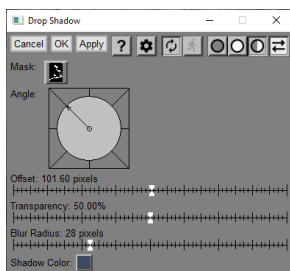 Drop Shadow
Cancel OK Apply ?
Mask:
Angle:
Offset: 101.60 pixels
Transparency: 50.00%
Blur Radius: 28 pixels
Shadow Color: